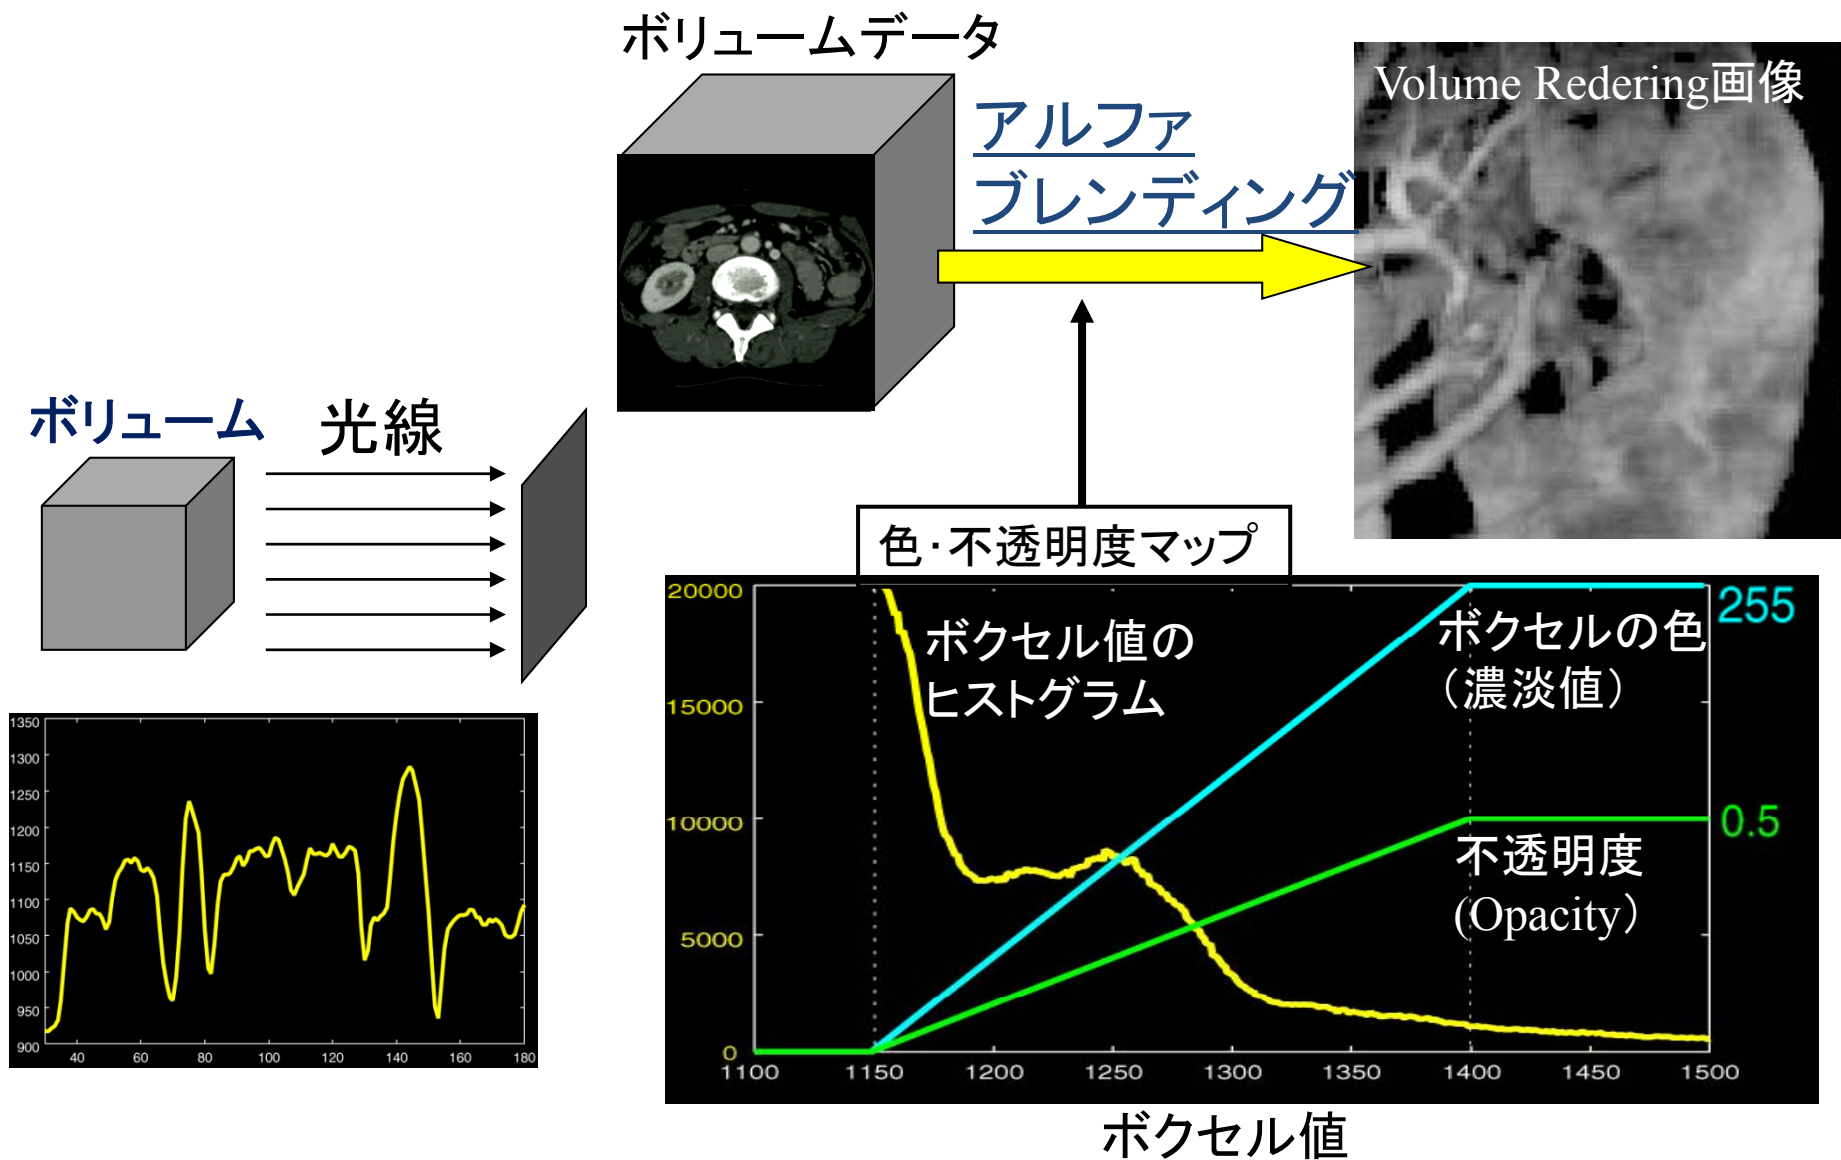 ボリュームデータ
Volume Redering画像
アルファ
ブレンディング
ボリューム
光線
色・不透明度マップ
20000
15000
10000
5000
0
ボクセル値の
ヒストグラム
255
ボクセルの色
（濃淡値）
0.5
不透明度
(Opacity）
1100 1150 1200 1250 1300 1350 1400 1450 1500
ボクセル値
1350
1300
1250
1200
1150
1100
1050
1000
950
900
40 60 80 100 120 140 160 180